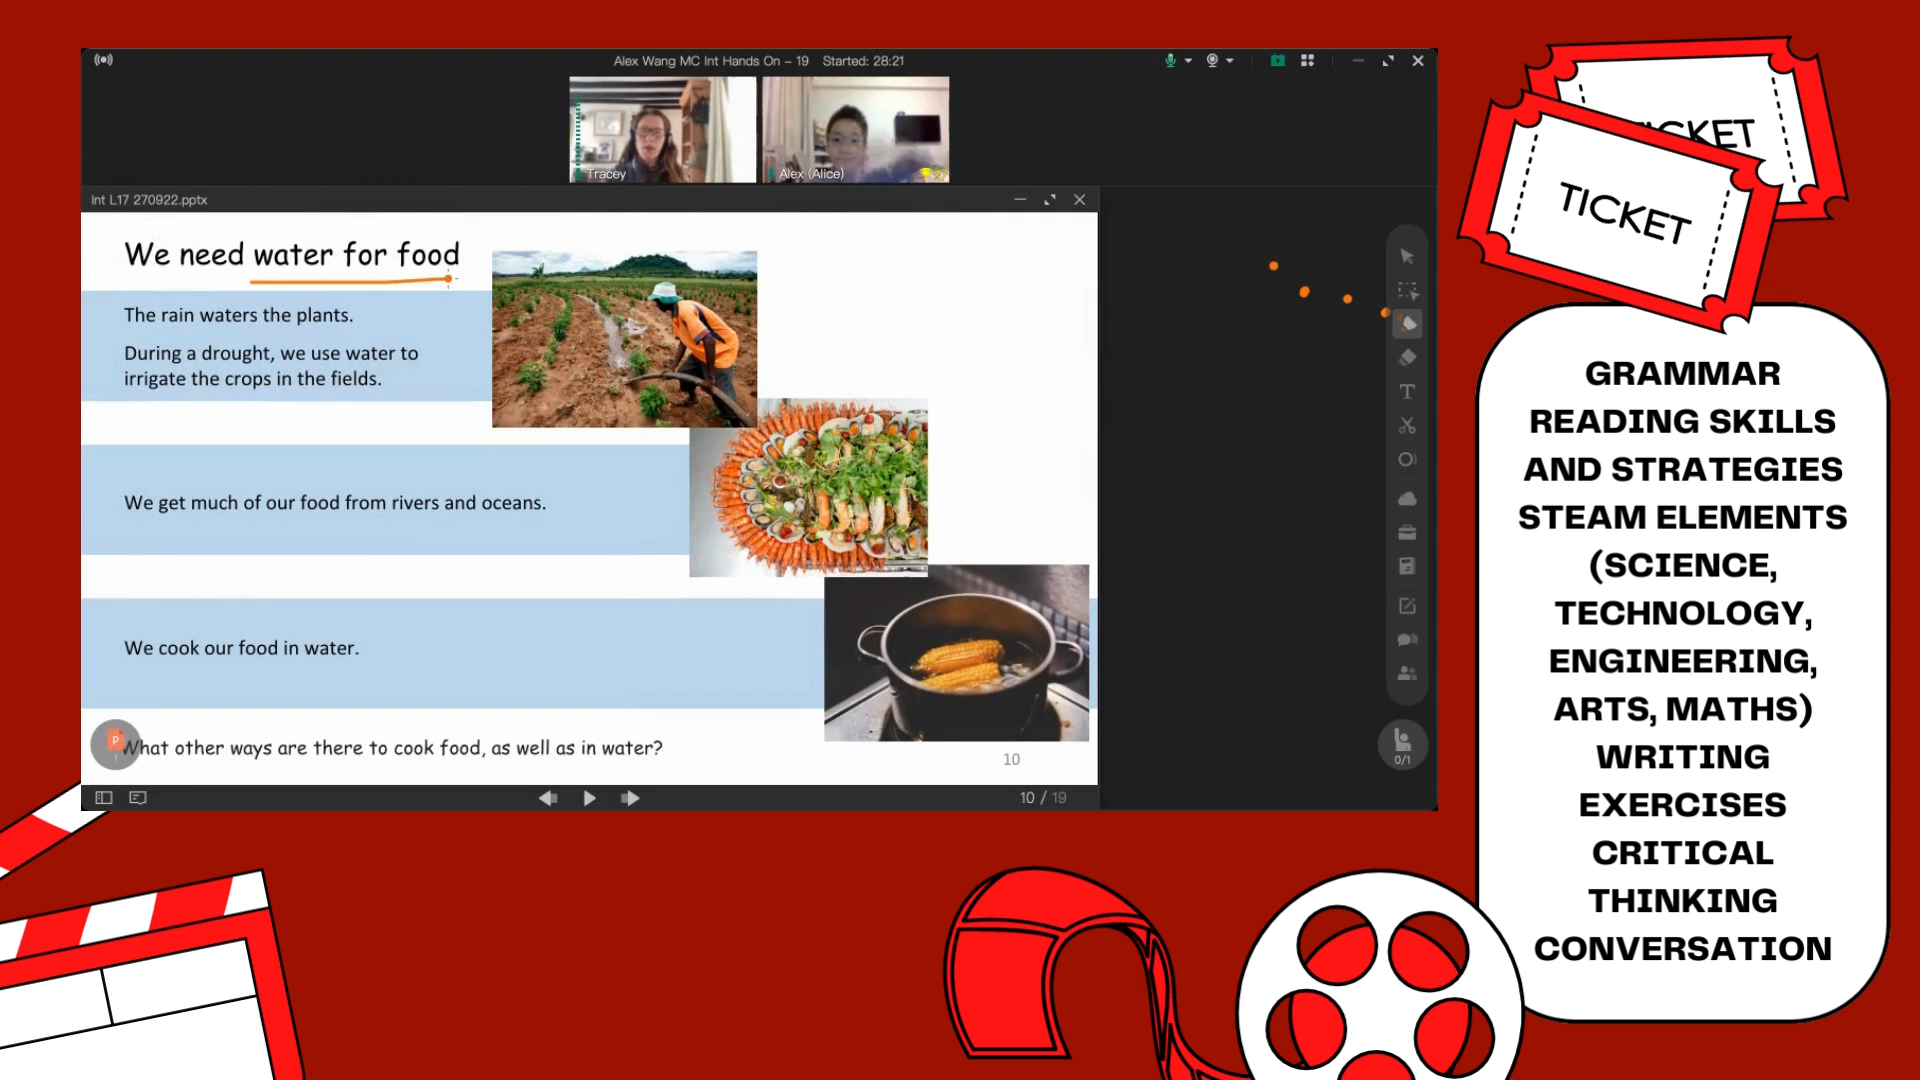 Alex Wang MC Int Hands On – 19 Started: 28:21
Tracey
Alex (Alice)
Int L17 270922.pptx
We need water for food
The rain waters the plants.
During a drought, we use water to
irrigate the crops in the fields.
We get much of our food from rivers and oceans.
We cook our food in water.
What other ways are there to cook food, as well as in water?
10
P
1
10 / 19
T
0/1
TICKET
TICKET
GRAMMAR
READING SKILLS
AND STRATEGIES
STEAM ELEMENTS
(SCIENCE,
TECHNOLOGY,
ENGINEERING,
ARTS, MATHS)
WRITING
EXERCISES
CRITICAL
THINKING
CONVERSATION